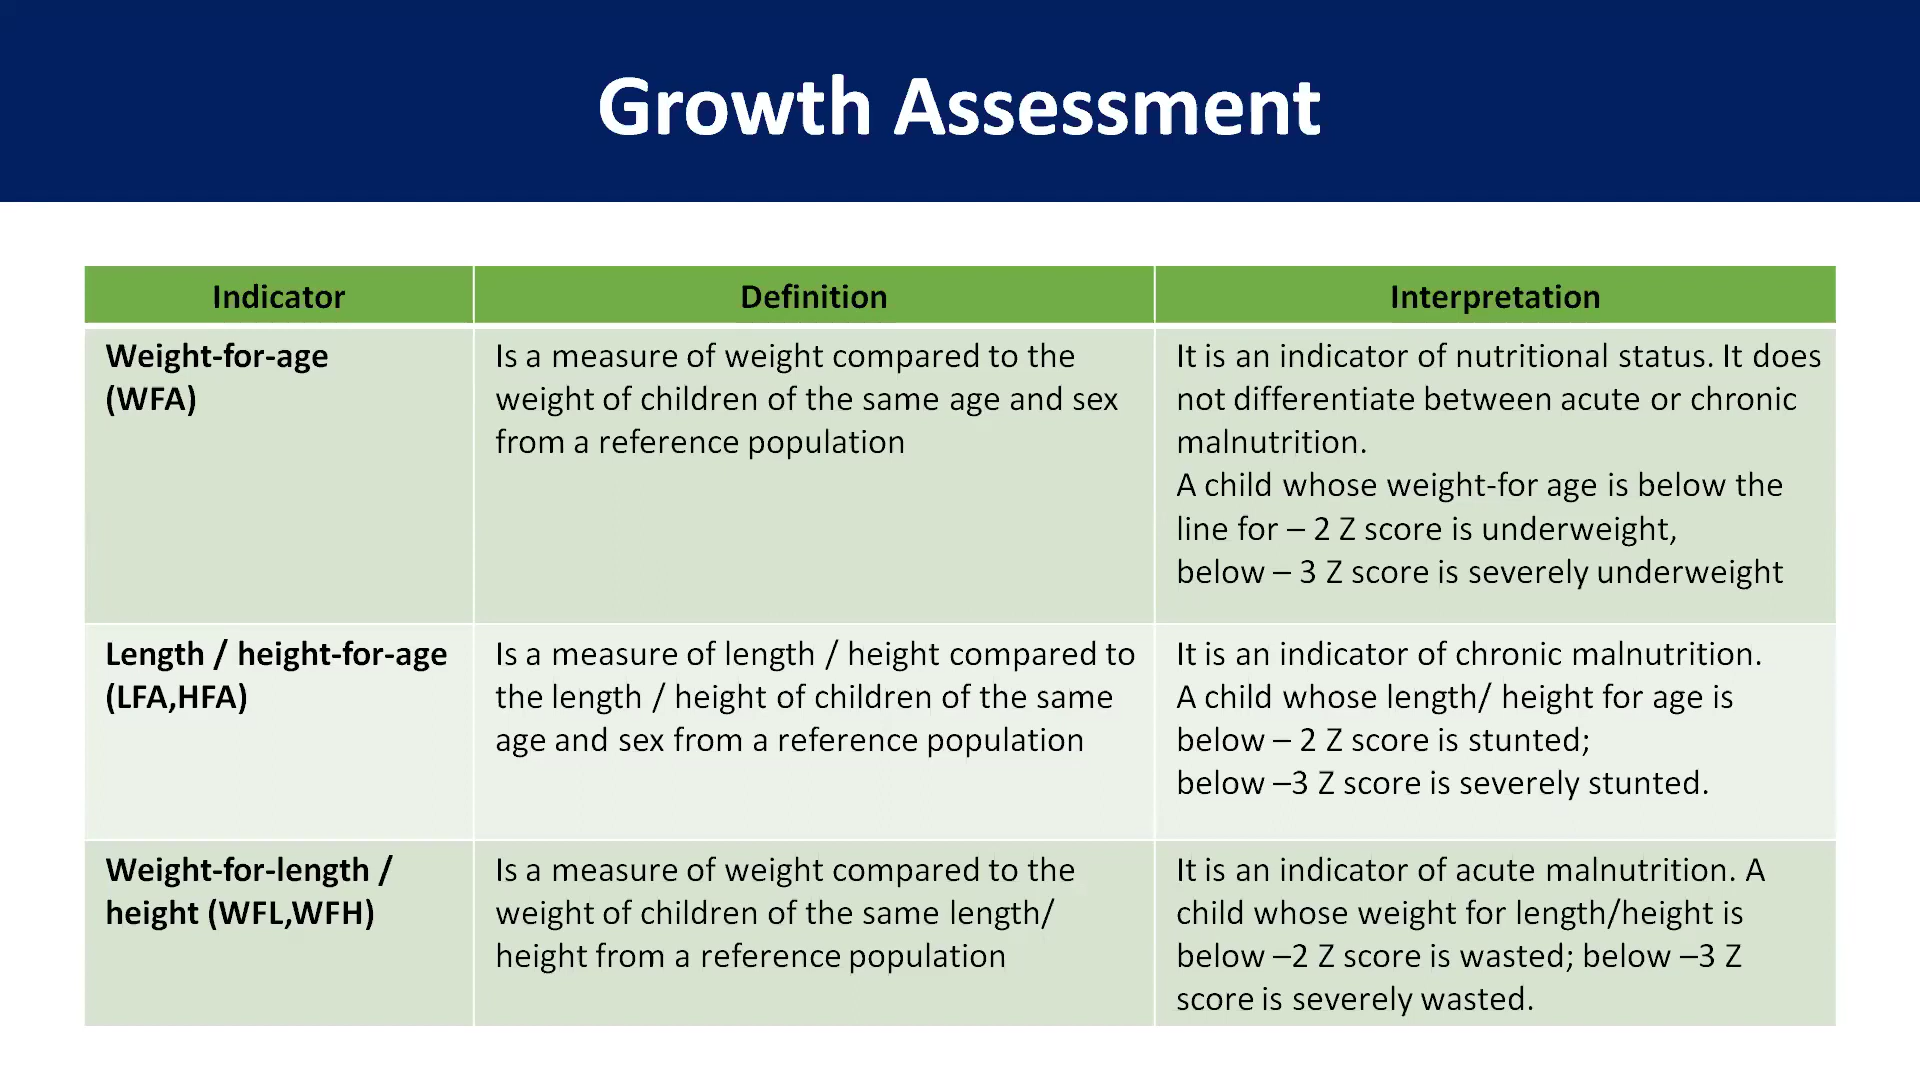 Growth Assessment
Indicator
Definition
Interpretation
Weight-for-age
(WFA)
Is a measure of weight compared to the
weight of children of the same age and sex
from a reference population
It is an indicator of nutritional status. It does
not differentiate between acute or chronic
malnutrition.
A child whose weight-for age is below the
line for – 2 Z score is underweight,
below – 3 Z score is severely underweight
Length / height-for-age
(LFA,HFA)
Is a measure of length / height compared to
the length / height of children of the same
age and sex from a reference population
It is an indicator of chronic malnutrition.
A child whose length/ height for age is
below – 2 Z score is stunted;
below –3 Z score is severely stunted.
Weight-for-length /
height (WFL,WFH)
Is a measure of weight compared to the
weight of children of the same length/
height from a reference population
It is an indicator of acute malnutrition. A
child whose weight for length/height is
below –2 Z score is wasted; below –3 Z
score is severely wasted.